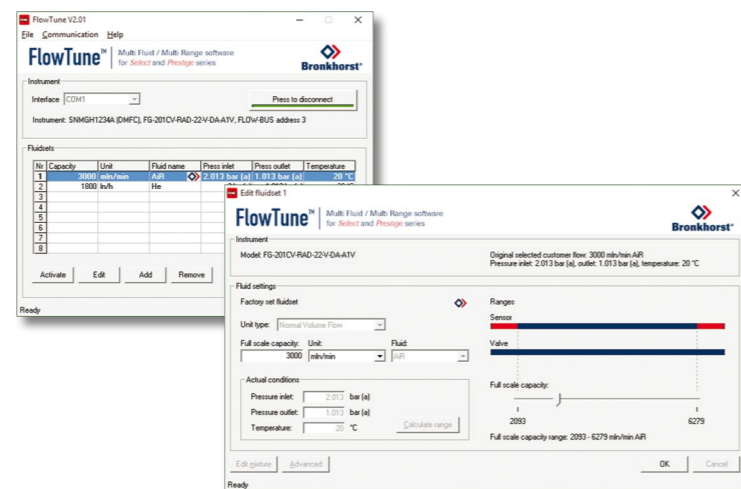 FlowTune V2.01
File Communication Help
FlowTune™
Multi Fluid / Multi Range software
for Select and Prestige series
Bronkhorst®
Instrument
Interface COM1
Press to disconnect
Instrument: SNMGH1234A (DMFC), FG-201CV-RAD-22-V-DA-A1V, FLOW-BUS address 3
Fluidsets
Nr Capacity Unit Fluid name Press inlet Press outlet Temperature
1 3000 mln/min AiR 2.013 bar (a) 1.013 bar (a) 20 °C
2 1800 ln/h He
3
4
5
6
7
8
Activate Edit Add Remove
Ready
Edit fluidset 1
FlowTune™
Multi Fluid / Multi Range software
for Select and Prestige series
Bronkhorst®
Instrument
Model: FG-201CV-RAD-22-V-DA-A1V
Original selected customer flow: 3000 mln/min AiR
Pressure inlet: 2.013 bar (a), outlet: 1.013 bar (a), temperature: 20 °C
Fluid settings
Factory set fluidset
Unit type: Normal Volume Flow
Full scale capacity: Unit: Fluid:
3000 mln/min AiR
Actual conditions
Pressure inlet: 2.013 bar (a)
Pressure outlet: 1.013 bar (a)
Temperature: 20 °C
Calculate range
Ranges
Sensor
Valve
Full scale capacity:
2093 6279
Full scale capacity range: 2093 - 6279 mln/min AiR
Edit mixture Advanced
OK Cancel
Ready